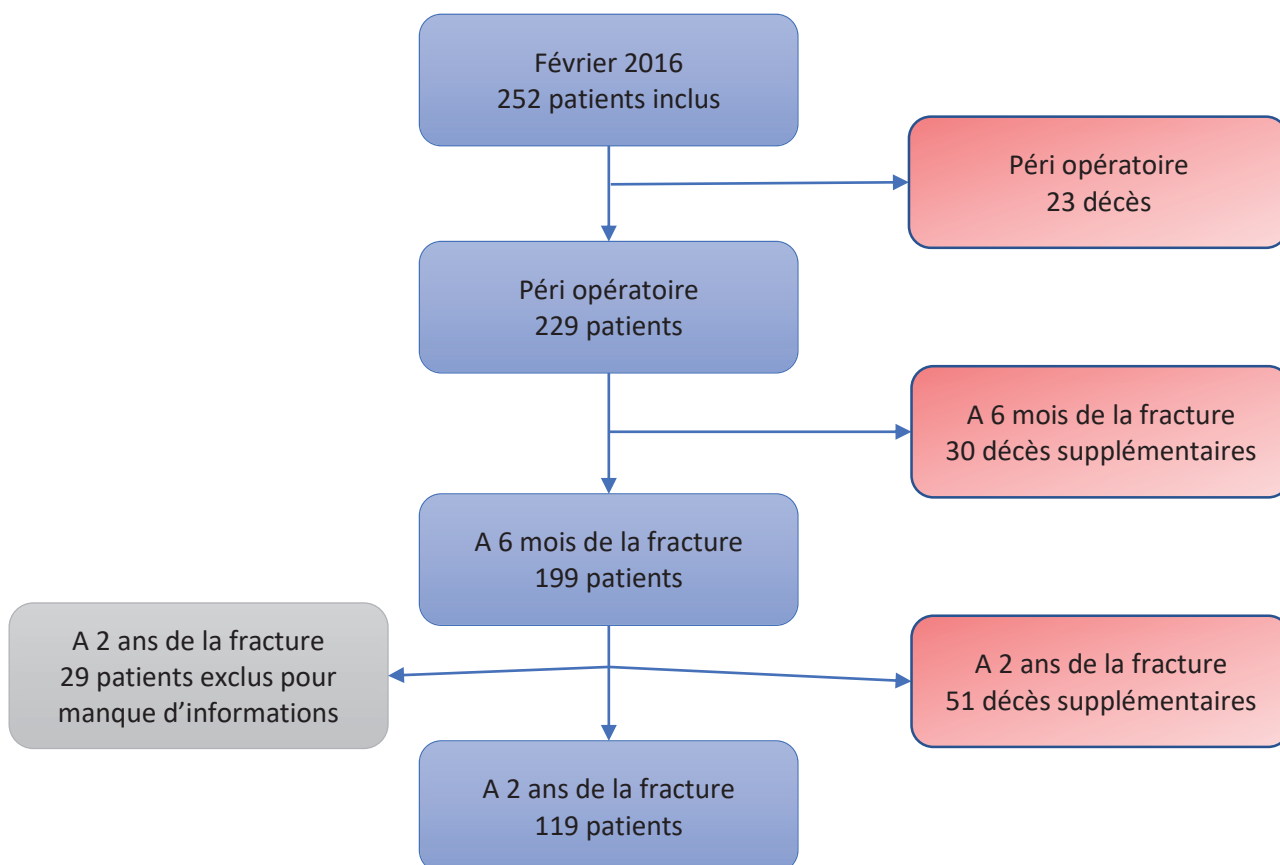 Février 2016
252 patients inclus
Péri opératoire
23 décès
Péri opératoire
229 patients
A 6 mois de la fracture
30 décès supplémentaires
A 6 mois de la fracture
199 patients
A 2 ans de la fracture
29 patients exclus pour
manque d’informations
A 2 ans de la fracture
51 décès supplémentaires
A 2 ans de la fracture
119 patients